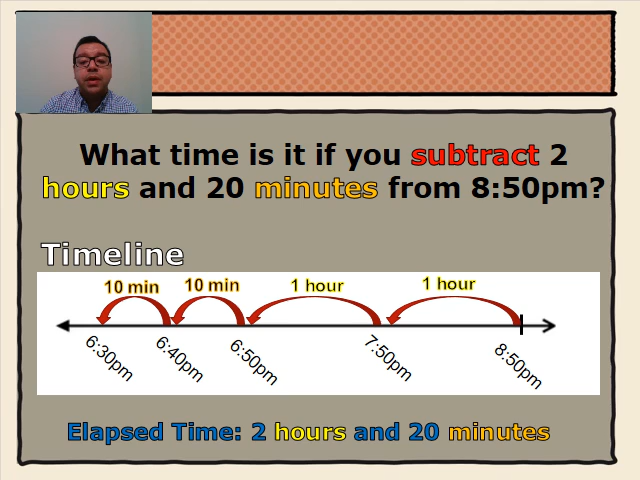 What time is it if you subtract 2
hours and 20 minutes from 8:50pm?
Timeline
10 min 10 min 1 hour 1 hour
6:30pm 6:40pm 6:50pm 7:50pm 8:50pm
Elapsed Time: 2 hours and 20 minutes